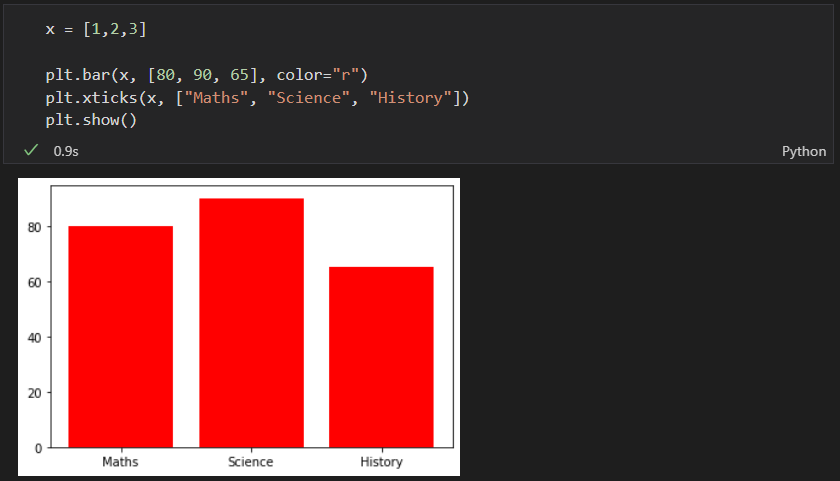 x = [1,2,3]
plt.bar(x, [80, 90, 65], color="r")
plt.xticks(x, ["Maths", "Science", "History"])
plt.show()
0.9s Python
80
60
40
20
0
Maths Science History